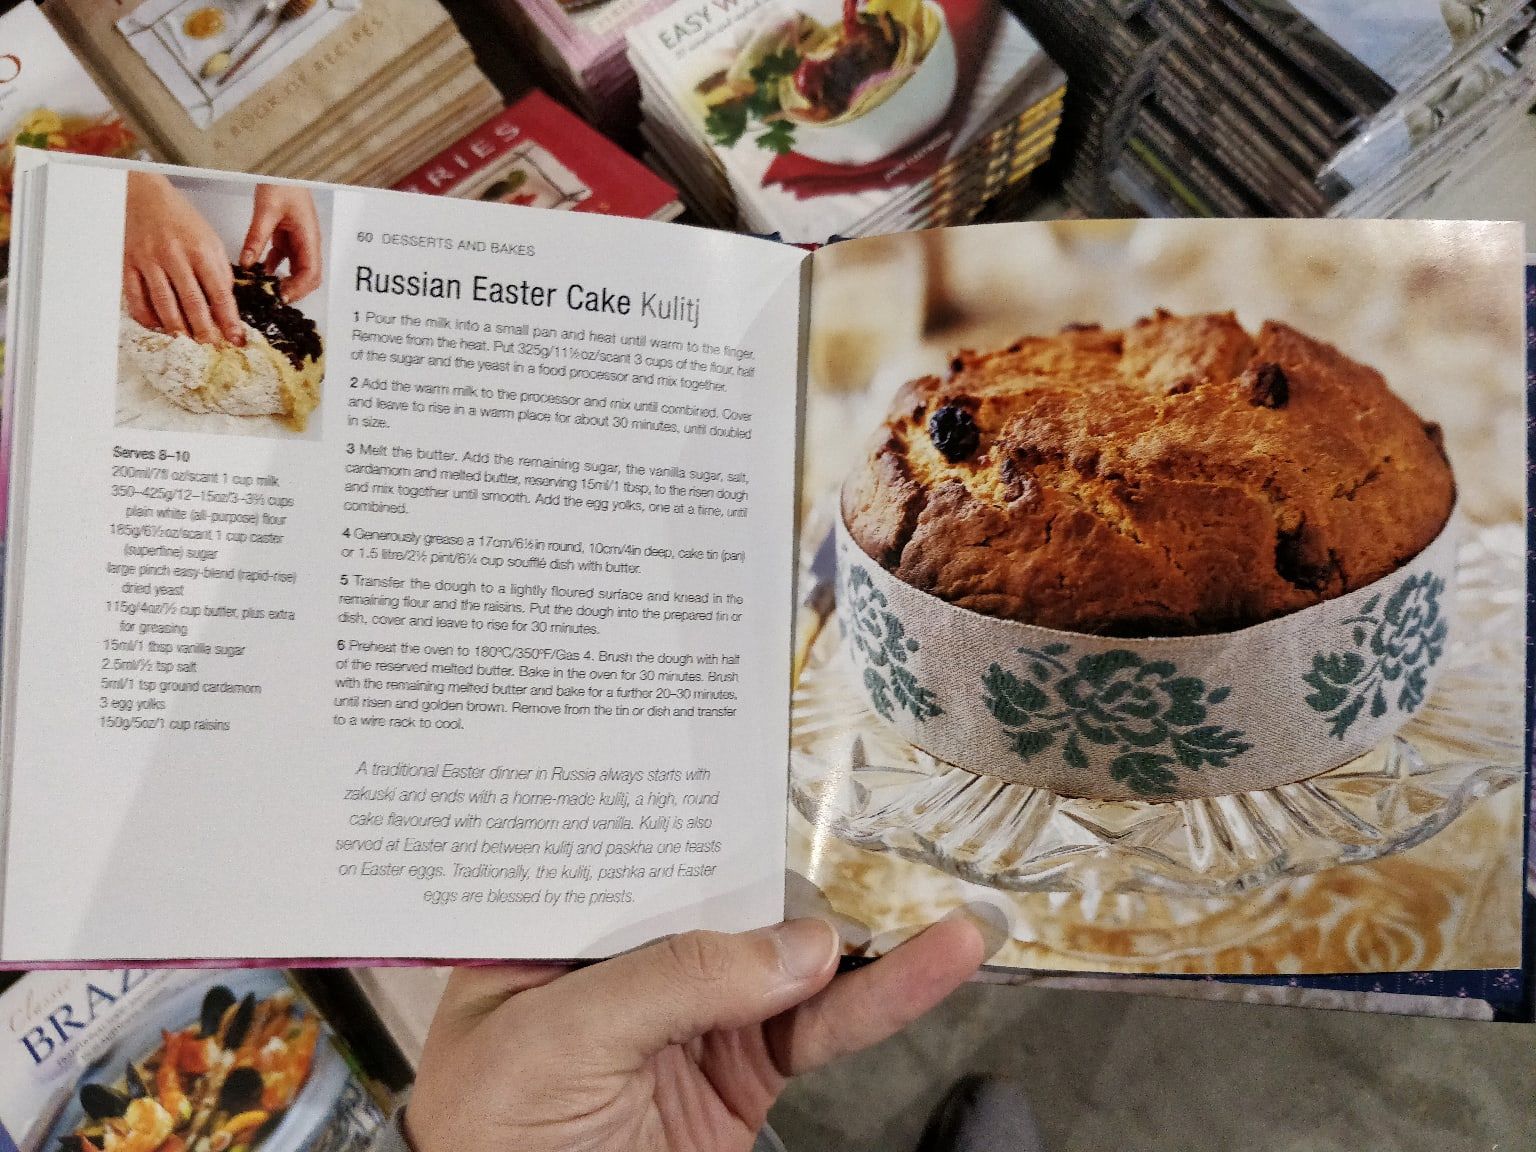 BOOK OF RECIPES
EASY
RRIES
60 DESSERTS AND BAKES
Russian Easter Cake Kulitj
1 Pour the milk into a small pan and heat until warm to the finger.
Remove from the heat. Put 325g/11½oz/scant 3 cups of the flour, half
of the sugar and the yeast in a food processor and mix together.
2 Add the warm milk to the processor and mix until combined. Cover
and leave to rise in a warm place for about 30 minutes, until doubled
in size.
3 Melt the butter. Add the remaining sugar, the vanilla sugar, salt,
cardamom and melted butter, reserving 15ml/1 tbsp, to the risen dough
and mix together until smooth. Add the egg yolks, one at a time, until
combined.
4 Generously grease a 17cm/6½in round, 10cm/4in deep, cake tin (pan)
or 1.5 litre/2½ pint/6¼ cup soufflé dish with butter.
5 Transfer the dough to a lightly floured surface and knead in the
remaining flour and the raisins. Put the dough into the prepared tin or
dish, cover and leave to rise for 30 minutes.
6 Preheat the oven to 180°C/350°F/Gas 4. Brush the dough with half
of the reserved melted butter. Bake in the oven for 30 minutes. Brush
with the remaining melted butter and bake for a further 20–30 minutes,
until risen and golden brown. Remove from the tin or dish and transfer
to a wire rack to cool.
A traditional Easter dinner in Russia always starts with
zakuski and ends with a home-made kulitj, a high, round
cake flavoured with cardamom and vanilla. Kulitj is also
served at Easter and between kulitj and paskha one feasts
on Easter eggs. Traditionally, the kulitj, pashka and Easter
eggs are blessed by the priests.
Serves 8–10
200ml/7fl oz/scant 1 cup milk
350–425g/12–15oz/3–3⅔ cups
plain white (all-purpose) flour
185g/6½oz/scant 1 cup caster
(superfine) sugar
large pinch easy-blend (rapid-rise)
dried yeast
115g/4oz/½ cup butter, plus extra
for greasing
15ml/1 tbsp vanilla sugar
2.5ml/½ tsp salt
5ml/1 tsp ground cardamom
3 egg yolks
150g/5oz/1 cup raisins
Classic
BRAZ